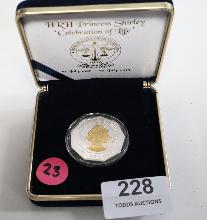 HRH Princess Shirley
"Celebration of Life"
23
228
TODDS AUCTIONS